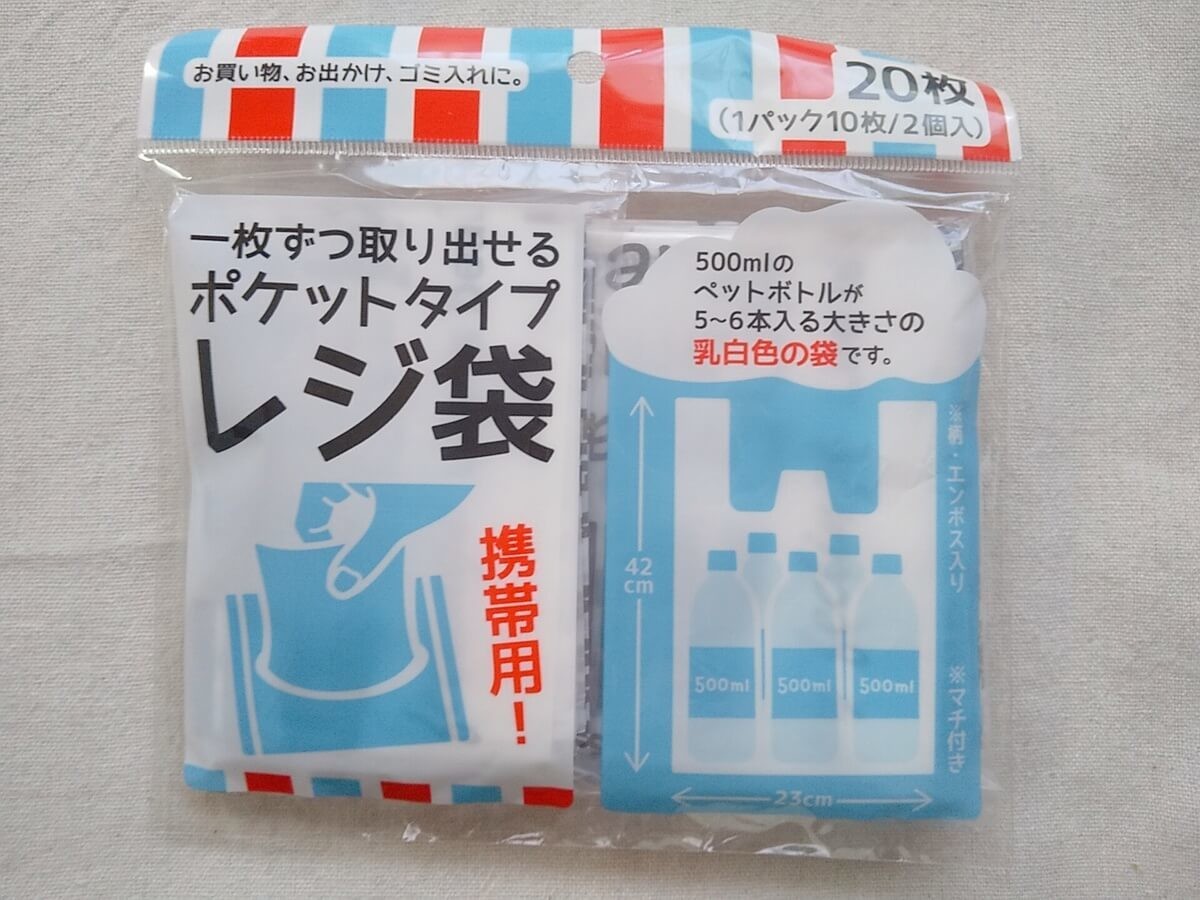 お買い物、お出かけ、ゴミ入れに。
20枚
(1パック10枚/2個入)
一枚ずつ取り出せる
ポケットタイプ
レジ袋
携帯用!
500mlの
ペットボトルが
5~6本入る大きさの
乳白色の袋です。
※柄・エンボス入り
※マチ付き
42
cm
500ml 500ml 500ml
23cm